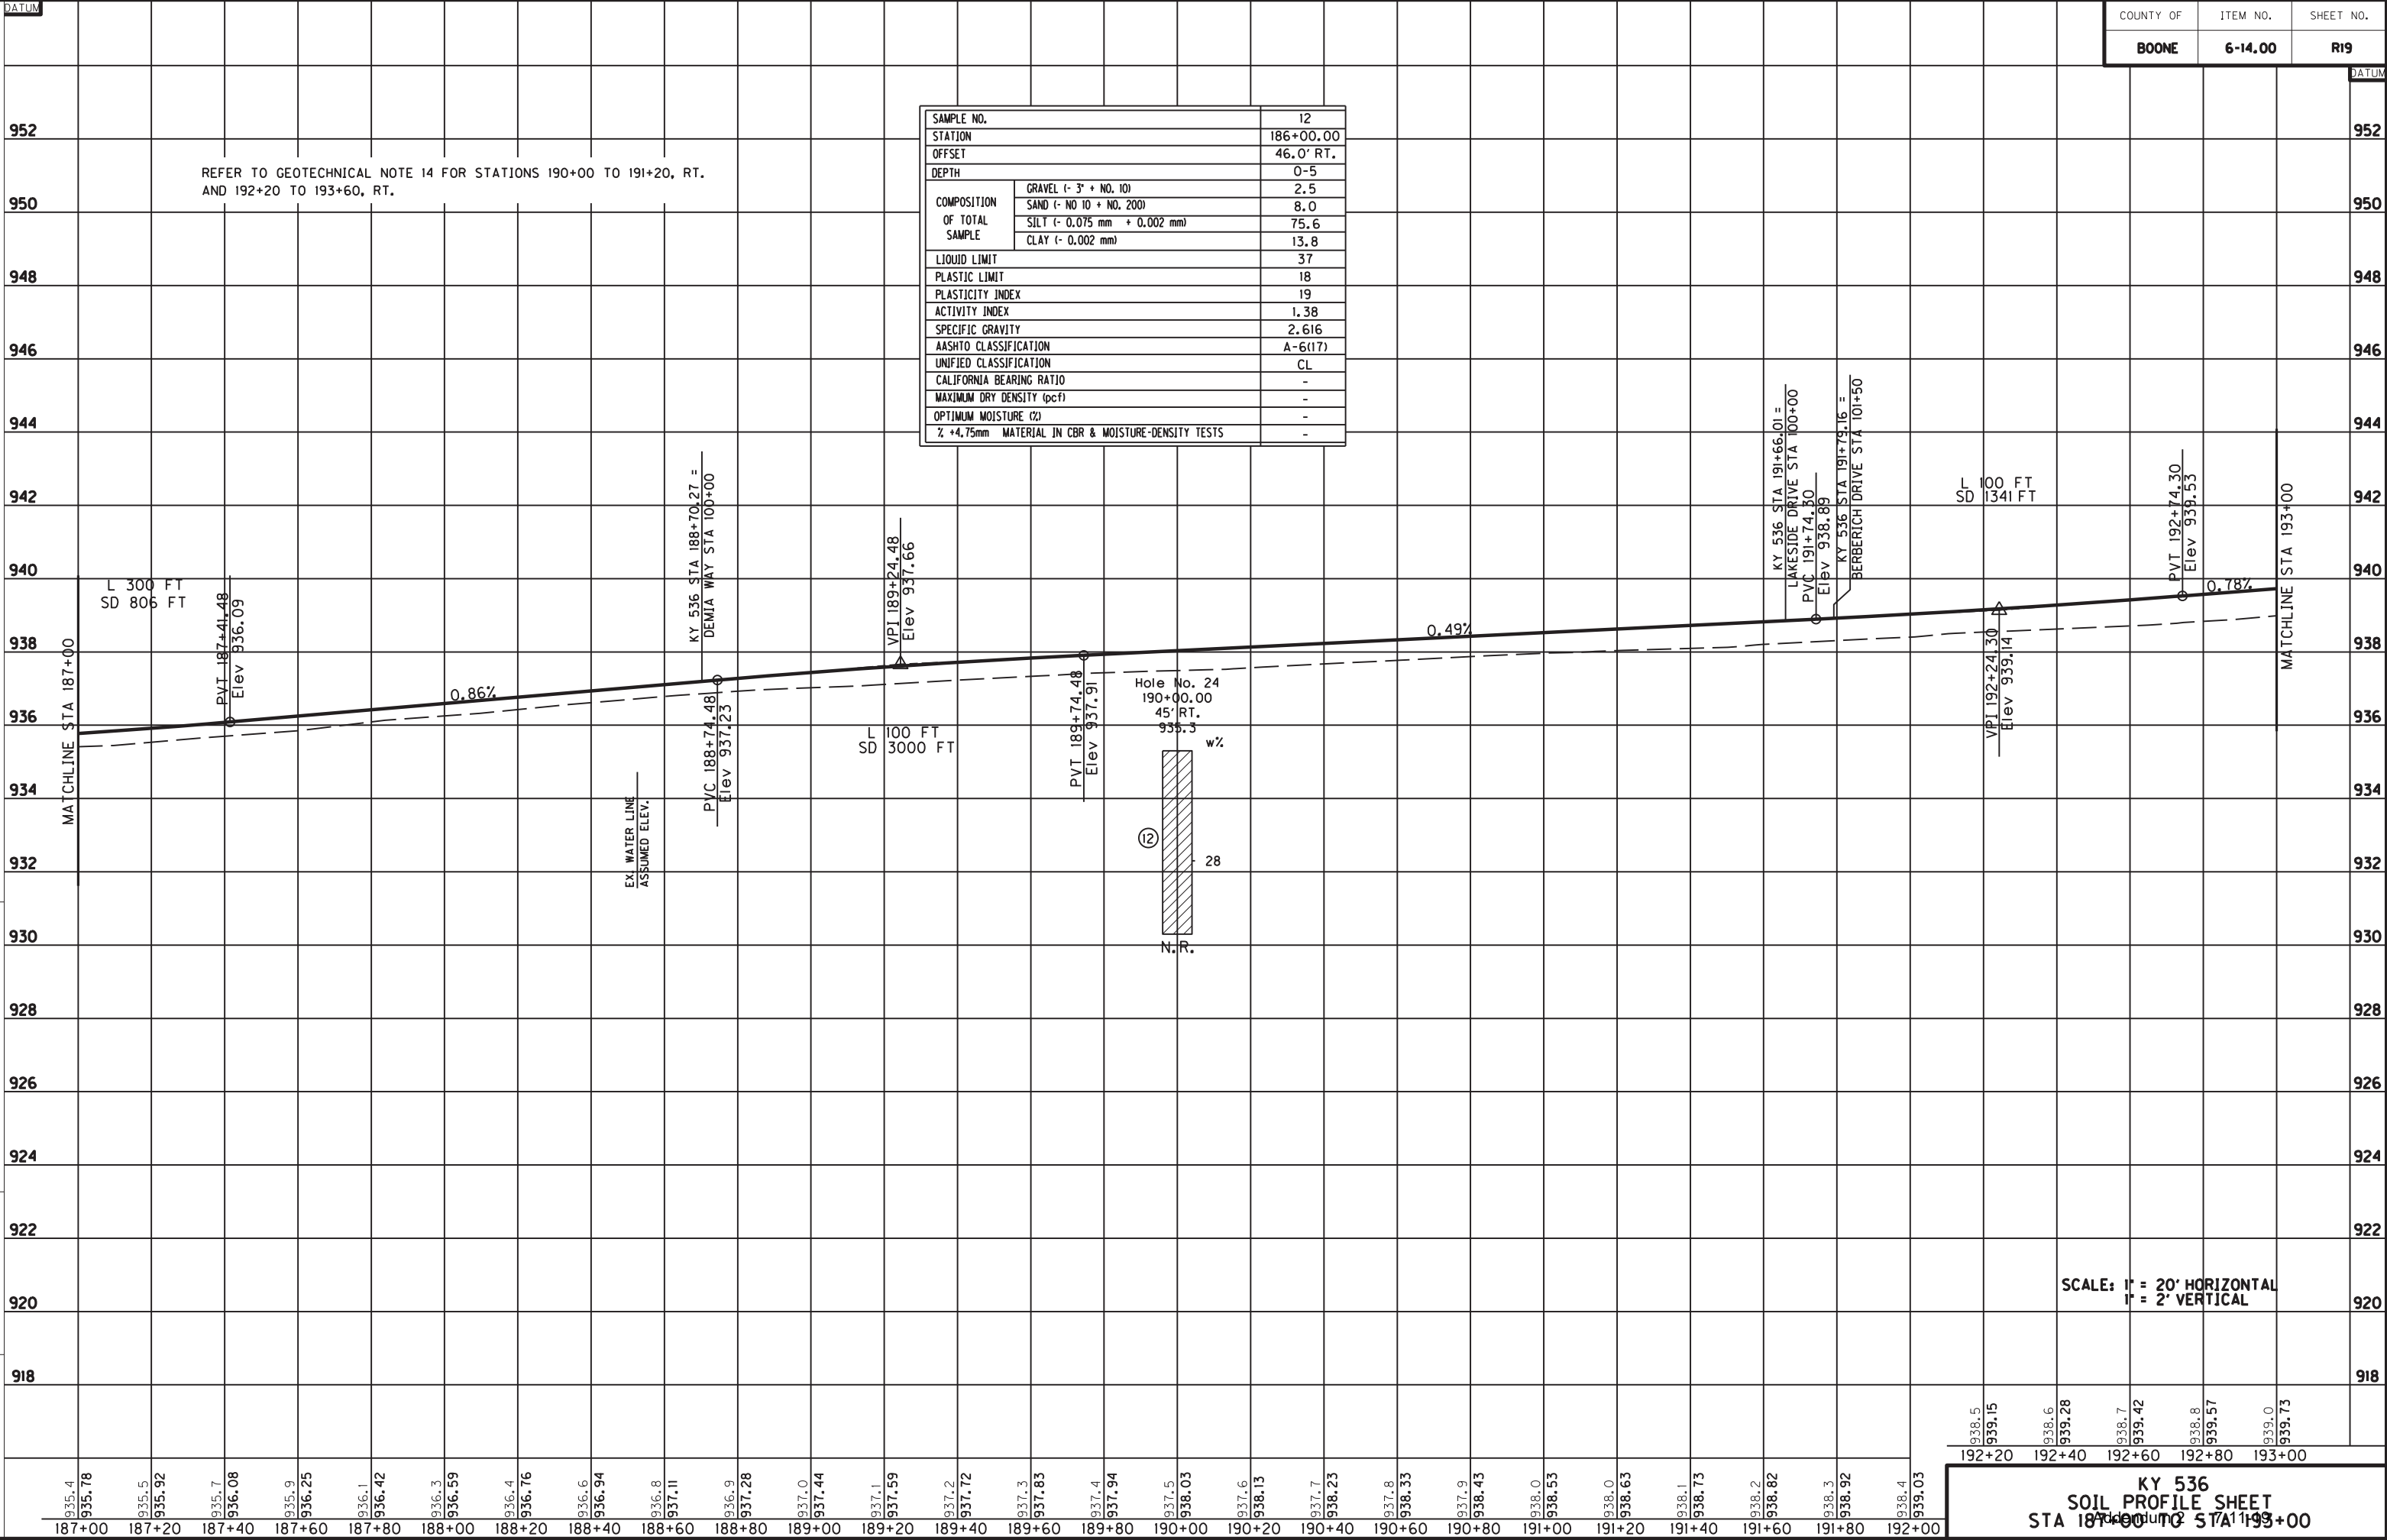 DATUM
COUNTY OF ITEM NO. SHEET NO.
BOONE 6-14.00 R19
DATUM
REFER TO GEOTECHNICAL NOTE 14 FOR STATIONS 190+00 TO 191+20, RT.
AND 192+20 TO 193+60, RT.
SAMPLE NO. 12
STATION 186+00.00
OFFSET 46.0' RT.
DEPTH 0-5
COMPOSITION
OF TOTAL
SAMPLE
GRAVEL (- 3" + NO. 10) 2.5
SAND (- NO 10 + NO. 200) 8.0
SILT (- 0.075 mm + 0.002 mm) 75.6
CLAY (- 0.002 mm) 13.8
LIQUID LIMIT 37
PLASTIC LIMIT 18
PLASTICITY INDEX 19
ACTIVITY INDEX 1.38
SPECIFIC GRAVITY 2.616
AASHTO CLASSIFICATION A-6(17)
UNIFIED CLASSIFICATION CL
CALIFORNIA BEARING RATIO -
MAXIMUM DRY DENSITY (pcf) -
OPTIMUM MOISTURE (%) -
% +4.75mm MATERIAL IN CBR & MOISTURE-DENSITY TESTS -
952 952
950 950
948 948
946 946
944 944
942 942
940 940
938 938
936 936
934 934
932 932
930 930
928 928
926 926
924 924
922 922
920 920
918 918
MATCHLINE STA 187+00
L 300 FT
SD 806 FT
PVT 187+41.48
Elev 936.09
0.86%
EX. WATER LINE
ASSUMED ELEV.
KY 536 STA 188+70.27 =
DEMIA WAY STA 100+00
PVC 188+74.48
Elev 937.23
VPI 189+24.48
Elev 937.66
L 100 FT
SD 3000 FT
PVT 189+74.48
Elev 937.91
Hole No. 24
190+00.00
45' RT.
935.3
w%
12
28
N.R.
0.49%
KY 536 STA 191+66.01 =
LAKESIDE DRIVE STA 100+00
PVC 191+74.30
Elev 938.89
KY 536 STA 191+79.16 =
BERBERICH DRIVE STA 101+50
L 100 FT
SD 1341 FT
VPI 192+24.30
Elev 939.14
PVT 192+74.30
Elev 939.53
0.78%
MATCHLINE STA 193+00
SCALE: 1" = 20' HORIZONTAL
1" = 2' VERTICAL
938.5 939.15 938.6 939.28 938.7 939.42 938.8 939.57 939.0 939.73
192+20 192+40 192+60 192+80 193+00
935.4 935.78 935.5 935.92 935.7 936.08 935.9 936.25 936.1 936.42 936.3 936.59 936.4 936.76 936.6 936.94 936.8 937.11 936.9 937.28 937.0 937.44 937.1 937.59 937.2 937.72 937.3 937.83 937.4 937.94 937.5 938.03 937.6 938.13 937.7 938.23 937.8 938.33 937.9 938.43 938.0 938.53 938.0 938.63 938.1 938.73 938.2 938.82 938.3 938.92 938.4 939.03
187+00 187+20 187+40 187+60 187+80 188+00 188+20 188+40 188+60 188+80 189+00 189+20 189+40 189+60 189+80 190+00 190+20 190+40 190+60 190+80 191+00 191+20 191+40 191+60 191+80 192+00
KY 536
SOIL PROFILE SHEET
STA 187+00 TO STA 193+00
Addendum 2